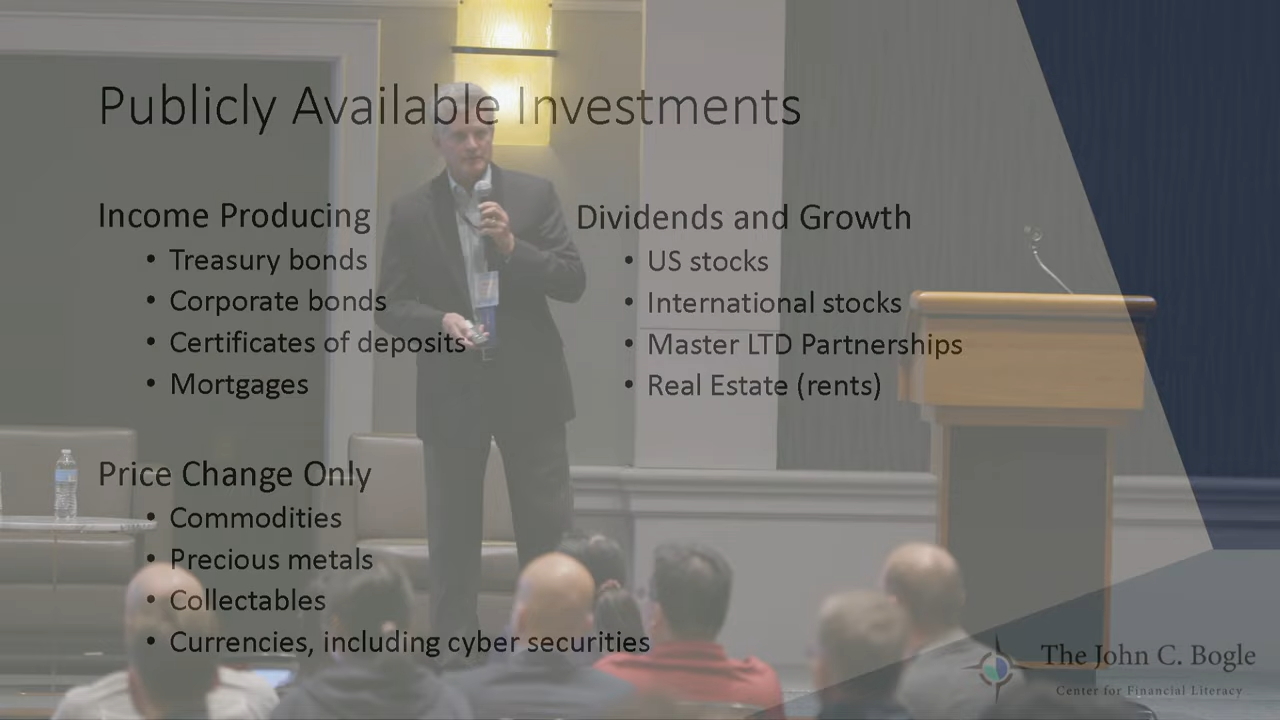 Publicly Available Investments
Income Producing
• Treasury bonds
• Corporate bonds
• Certificates of deposits
• Mortgages
Dividends and Growth
• US stocks
• International stocks
• Master LTD Partnerships
• Real Estate (rents)
Price Change Only
• Commodities
• Precious metals
• Collectables
• Currencies, including cyber securities
The John C. Bogle
Center for Financial Literacy